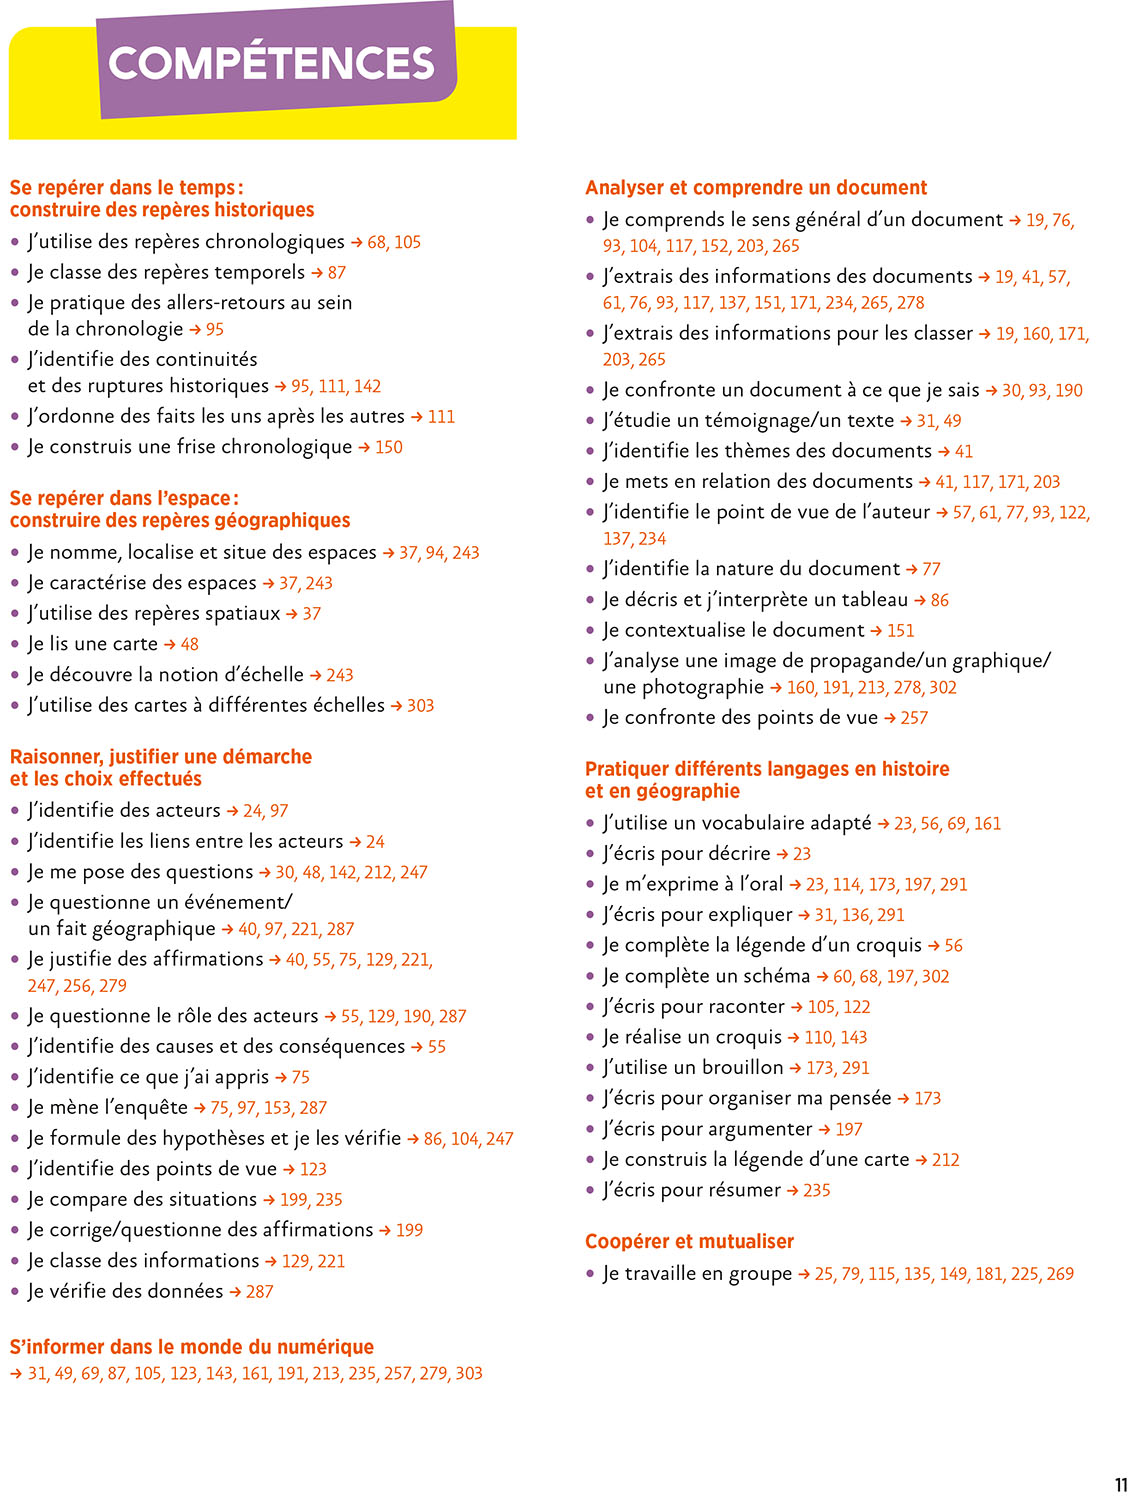 COMPÉTENCES
Se repérer dans le temps :
construire des repères historiques
• J’utilise des repères chronologiques → 68, 105
• Je classe des repères temporels → 87
• Je pratique des allers-retours au sein
de la chronologie → 95
• J’identifie des continuités
et des ruptures historiques → 95, 111, 142
• J’ordonne des faits les uns après les autres → 111
• Je construis une frise chronologique → 150
Se repérer dans l’espace :
construire des repères géographiques
• Je nomme, localise et situe des espaces → 37, 94, 243
• Je caractérise des espaces → 37, 243
• J’utilise des repères spatiaux → 37
• Je lis une carte → 48
• Je découvre la notion d’échelle → 243
• J’utilise des cartes à différentes échelles → 303
Raisonner, justifier une démarche
et les choix effectués
• J’identifie des acteurs → 24, 97
• J’identifie les liens entre les acteurs → 24
• Je me pose des questions → 30, 48, 142, 212, 247
• Je questionne un événement/
un fait géographique → 40, 97, 221, 287
• Je justifie des affirmations → 40, 55, 75, 129, 221,
247, 256, 279
• Je questionne le rôle des acteurs → 55, 129, 190, 287
• J’identifie des causes et des conséquences → 55
• J’identifie ce que j’ai appris → 75
• Je mène l’enquête → 75, 97, 153, 287
• Je formule des hypothèses et je les vérifie → 86, 104, 247
• J’identifie des points de vue → 123
• Je compare des situations → 199, 235
• Je corrige/questionne des affirmations → 199
• Je classe des informations → 129, 221
• Je vérifie des données → 287
S’informer dans le monde du numérique
→ 31, 49, 69, 87, 105, 123, 143, 161, 191, 213, 235, 257, 279, 303
Analyser et comprendre un document
• Je comprends le sens général d’un document → 19, 76,
93, 104, 117, 152, 203, 265
• J’extrais des informations des documents → 19, 41, 57,
61, 76, 93, 117, 137, 151, 171, 234, 265, 278
• J’extrais des informations pour les classer → 19, 160, 171,
203, 265
• Je confronte un document à ce que je sais → 30, 93, 190
• J’étudie un témoignage/un texte → 31, 49
• J’identifie les thèmes des documents → 41
• Je mets en relation des documents → 41, 117, 171, 203
• J’identifie le point de vue de l’auteur → 57, 61, 77, 93, 122,
137, 234
• J’identifie la nature du document → 77
• Je décris et j’interprète un tableau → 86
• Je contextualise le document → 151
• J’analyse une image de propagande/un graphique/
une photographie → 160, 191, 213, 278, 302
• Je confronte des points de vue → 257
Pratiquer différents langages en histoire
et en géographie
• J’utilise un vocabulaire adapté → 23, 56, 69, 161
• J’écris pour décrire → 23
• Je m’exprime à l’oral → 23, 114, 173, 197, 291
• J’écris pour expliquer → 31, 136, 291
• Je complète la légende d’un croquis → 56
• Je complète un schéma → 60, 68, 197, 302
• J’écris pour raconter → 105, 122
• Je réalise un croquis → 110, 143
• J’utilise un brouillon → 173, 291
• J’écris pour organiser ma pensée → 173
• J’écris pour argumenter → 197
• Je construis la légende d’une carte → 212
• J’écris pour résumer → 235
Coopérer et mutualiser
• Je travaille en groupe → 25, 79, 115, 135, 149, 181, 225, 269
11